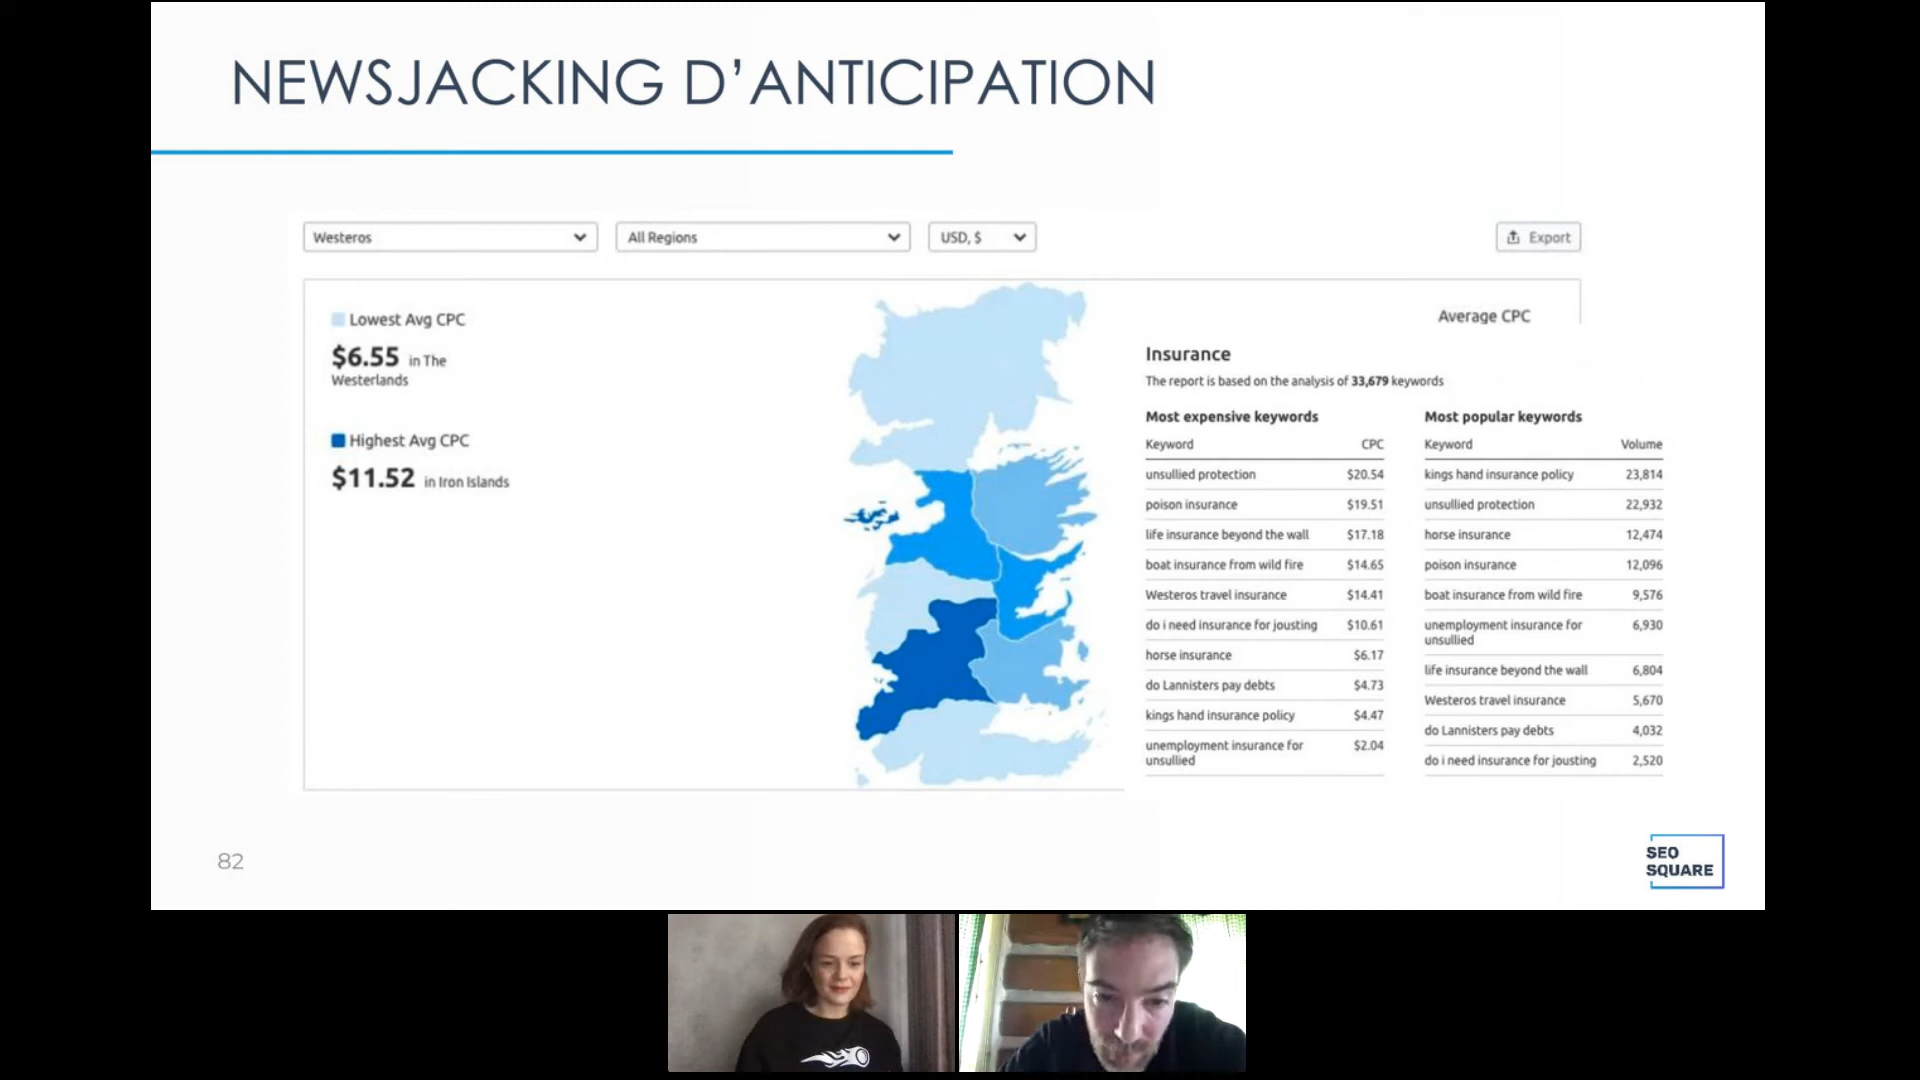 NEWSJACKING D’ANTICIPATION
Westeros
All Regions
USD, $
Export
Lowest Avg CPC
$6.55 in The
Westerlands
Highest Avg CPC
$11.52 in Iron Islands
Average CPC
Insurance
The report is based on the analysis of 33,679 keywords
Most expensive keywords
Keyword CPC
unsullied protection $20.54
poison insurance $19.51
life insurance beyond the wall $17.18
boat insurance from wild fire $14.65
Westeros travel insurance $14.41
do i need insurance for jousting $10.61
horse insurance $6.17
do Lannisters pay debts $4.73
kings hand insurance policy $4.47
unemployment insurance for $2.04
unsullied
Most popular keywords
Keyword Volume
kings hand insurance policy 23,814
unsullied protection 22,932
horse insurance 12,474
poison insurance 12,096
boat insurance from wild fire 9,576
unemployment insurance for 6,930
unsullied
life insurance beyond the wall 6,804
Westeros travel insurance 5,670
do Lannisters pay debts 4,032
do i need insurance for jousting 2,520
82
SEO
SQUARE